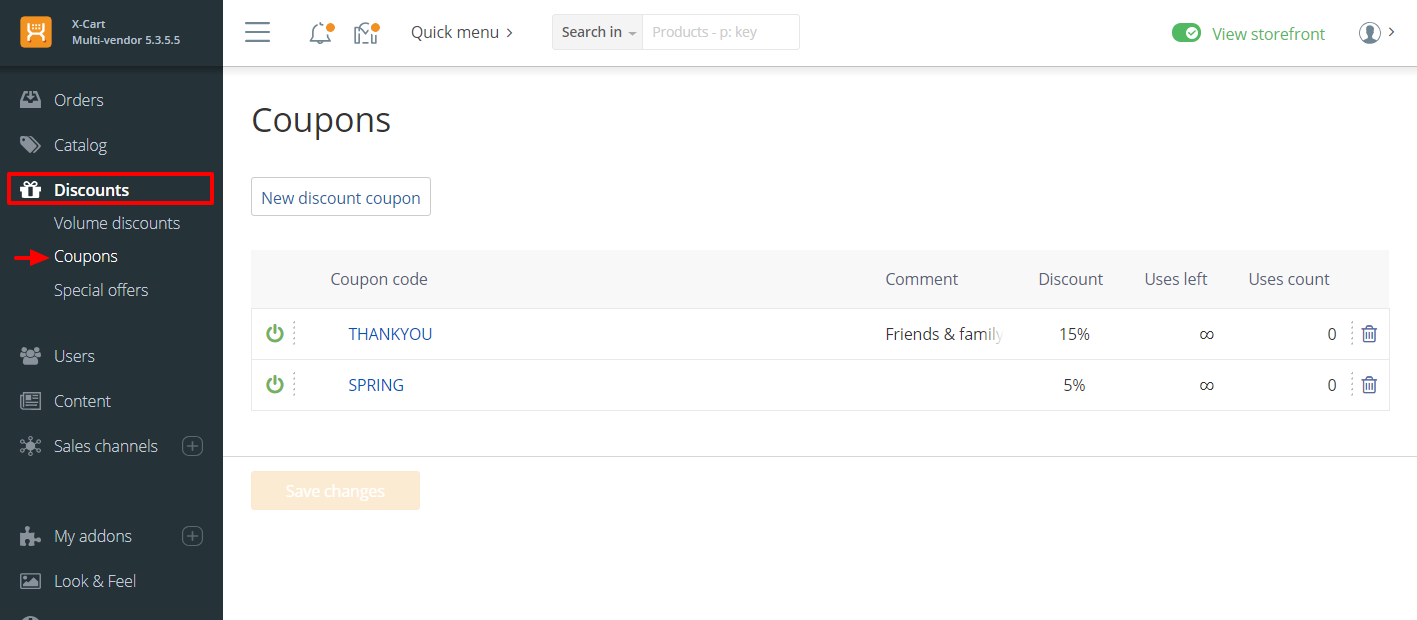 X-Cart
Multi-vendor 5.3.5.5
Quick menu
Search in
Products - p: key
View storefront
Orders
Catalog
Discounts
Volume discounts
Coupons
Special offers
Users
Content
Sales channels
My addons
Look & Feel
Coupons
New discount coupon
Coupon code Comment Discount Uses left Uses count
THANKYOU Friends & family 15% ∞ 0
SPRING 5% ∞ 0
Save changes